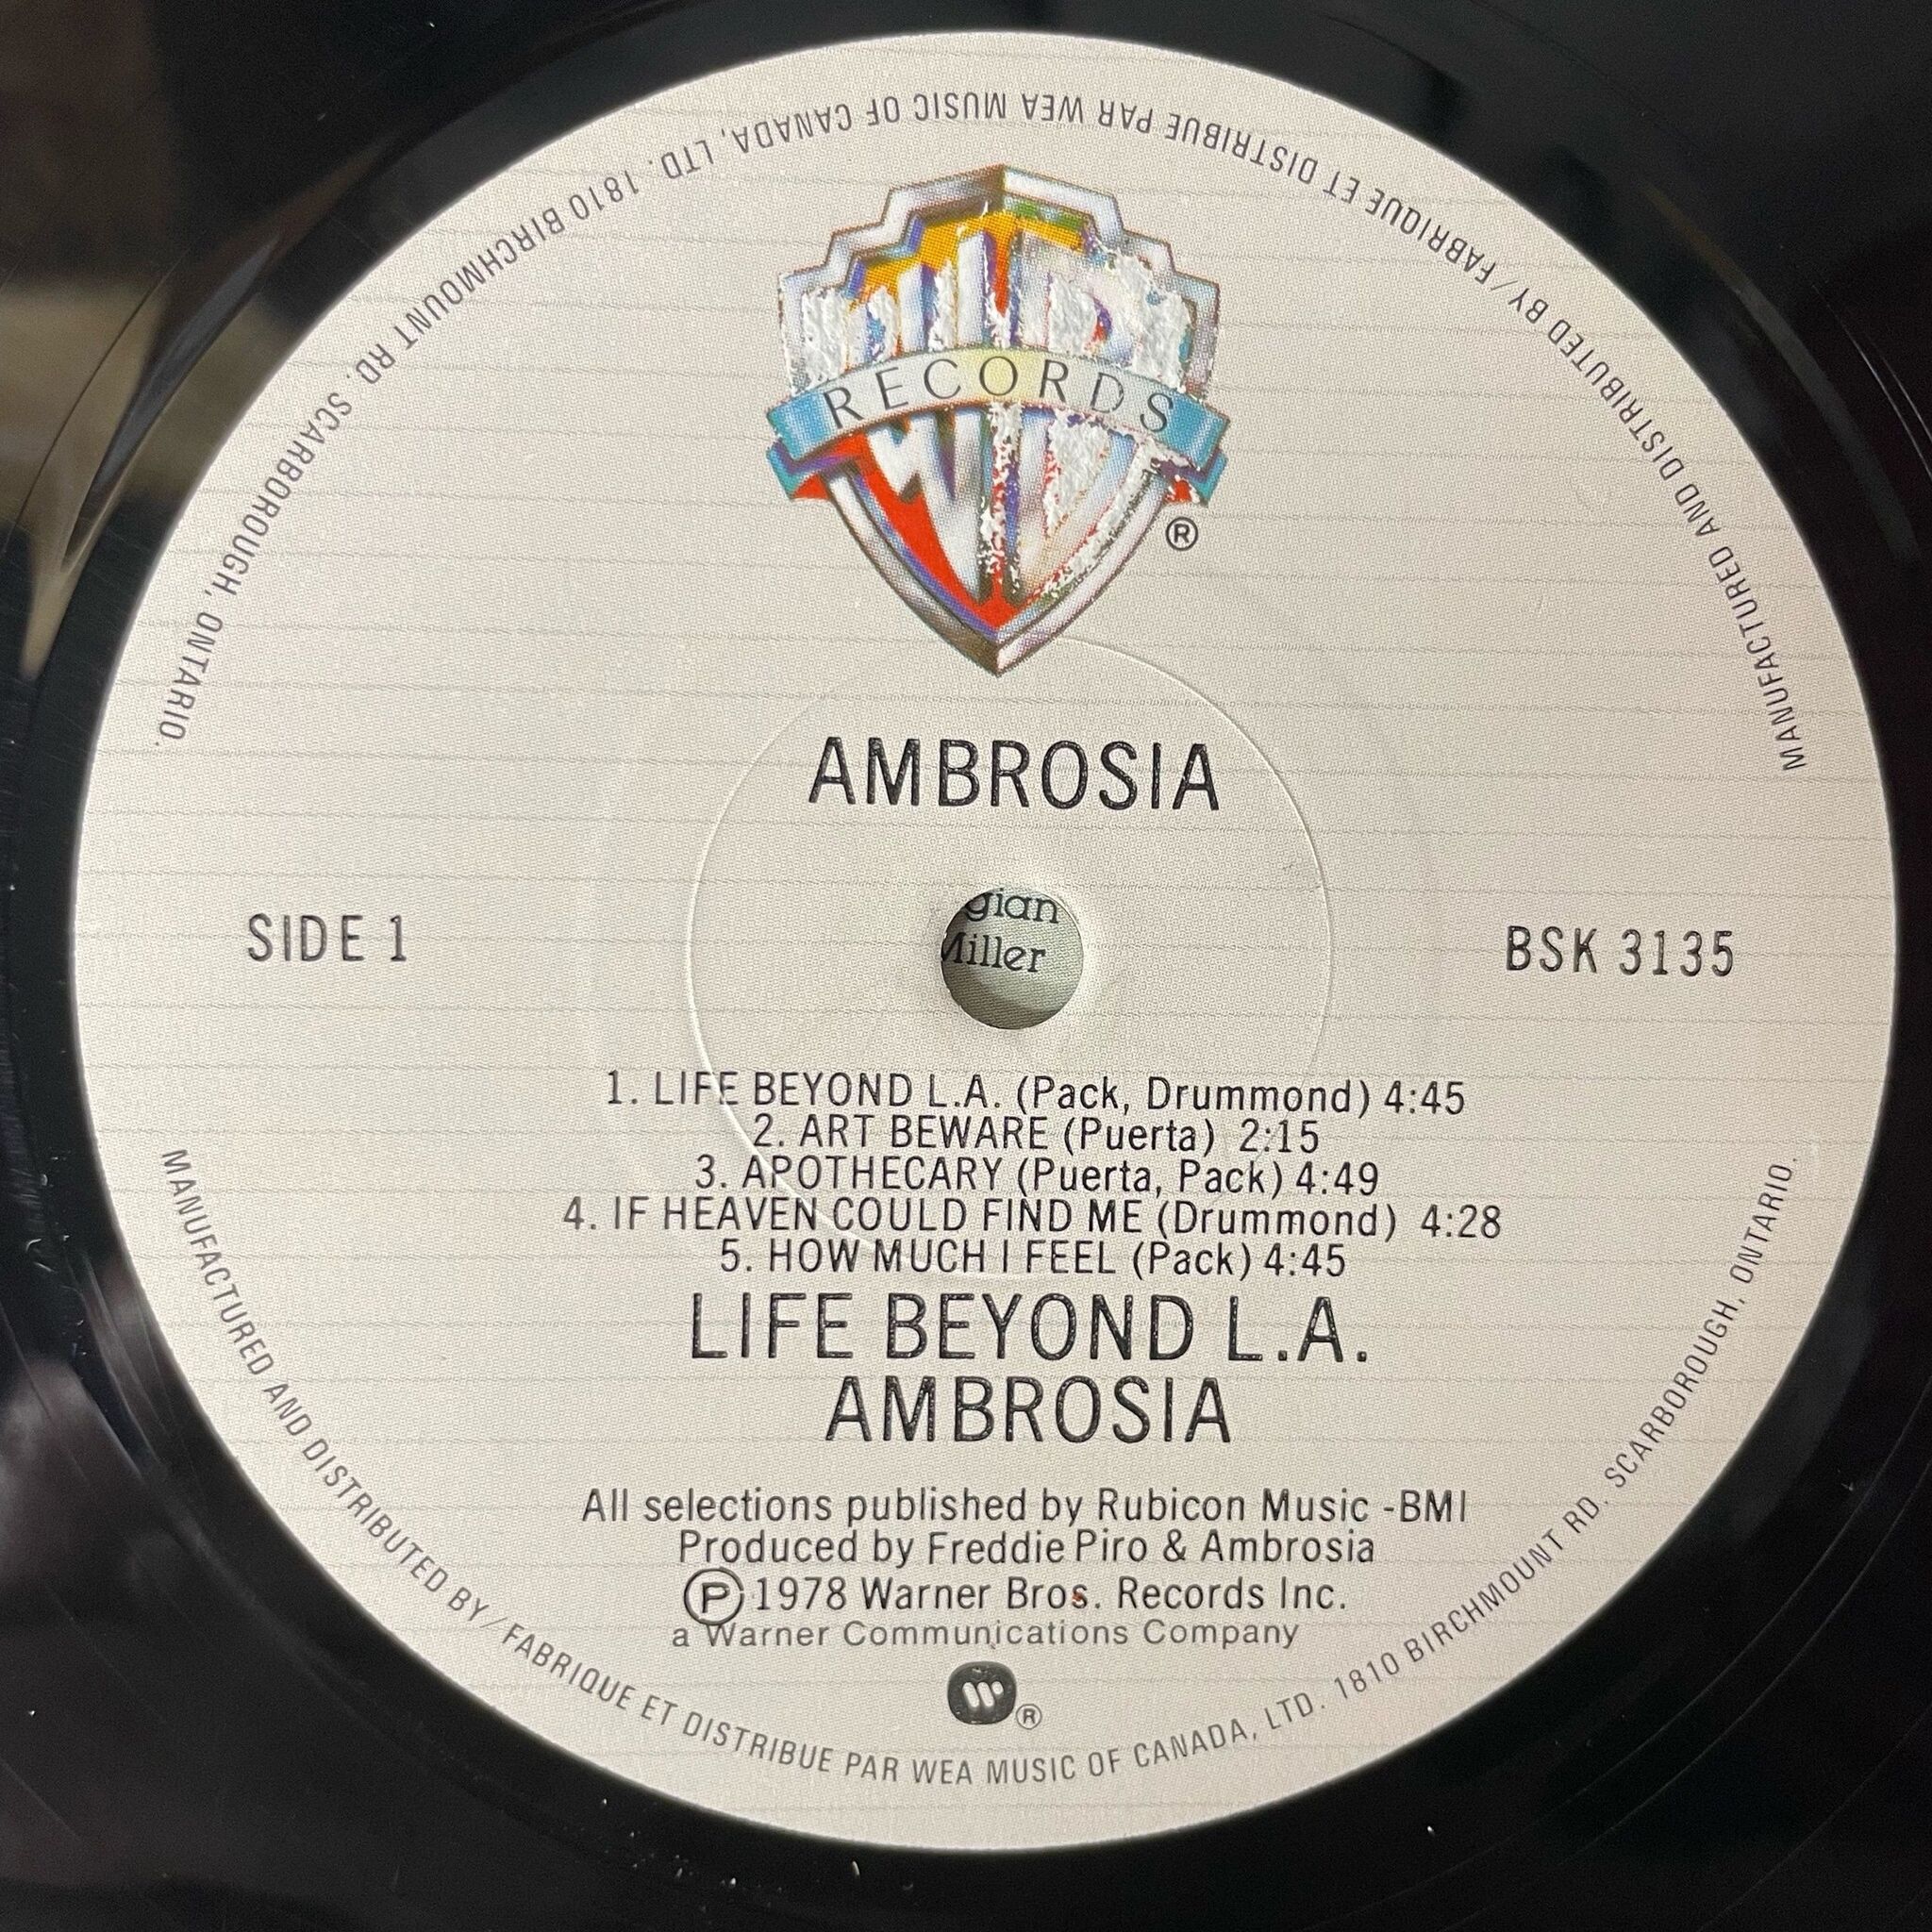 MANUFACTURED AND DISTRIBUTED BY/FABRIQUE ET DISTRIBUE PAR WEA MUSIC OF CANADA, LTD. 1810 BIRCHMOUNT RD. SCARBOROUGH, ONTARIO.
RECORDS
®
AMBROSIA
gian
Miller
SIDE 1
BSK 3135
1. LIFE BEYOND L.A. (Pack, Drummond) 4:45
2. ART BEWARE (Puerta) 2:15
3. APOTHECARY (Puerta, Pack) 4:49
4. IF HEAVEN COULD FIND ME (Drummond) 4:28
5. HOW MUCH I FEEL (Pack) 4:45
LIFE BEYOND L.A.
AMBROSIA
All selections published by Rubicon Music -BMI
Produced by Freddie Piro & Ambrosia
Ⓟ 1978 Warner Bros. Records Inc.
a Warner Communications Company
®
MANUFACTURED AND DISTRIBUTED BY/FABRIQUE ET DISTRIBUE PAR WEA MUSIC OF CANADA, LTD. 1810 BIRCHMOUNT RD. SCARBOROUGH, ONTARIO.